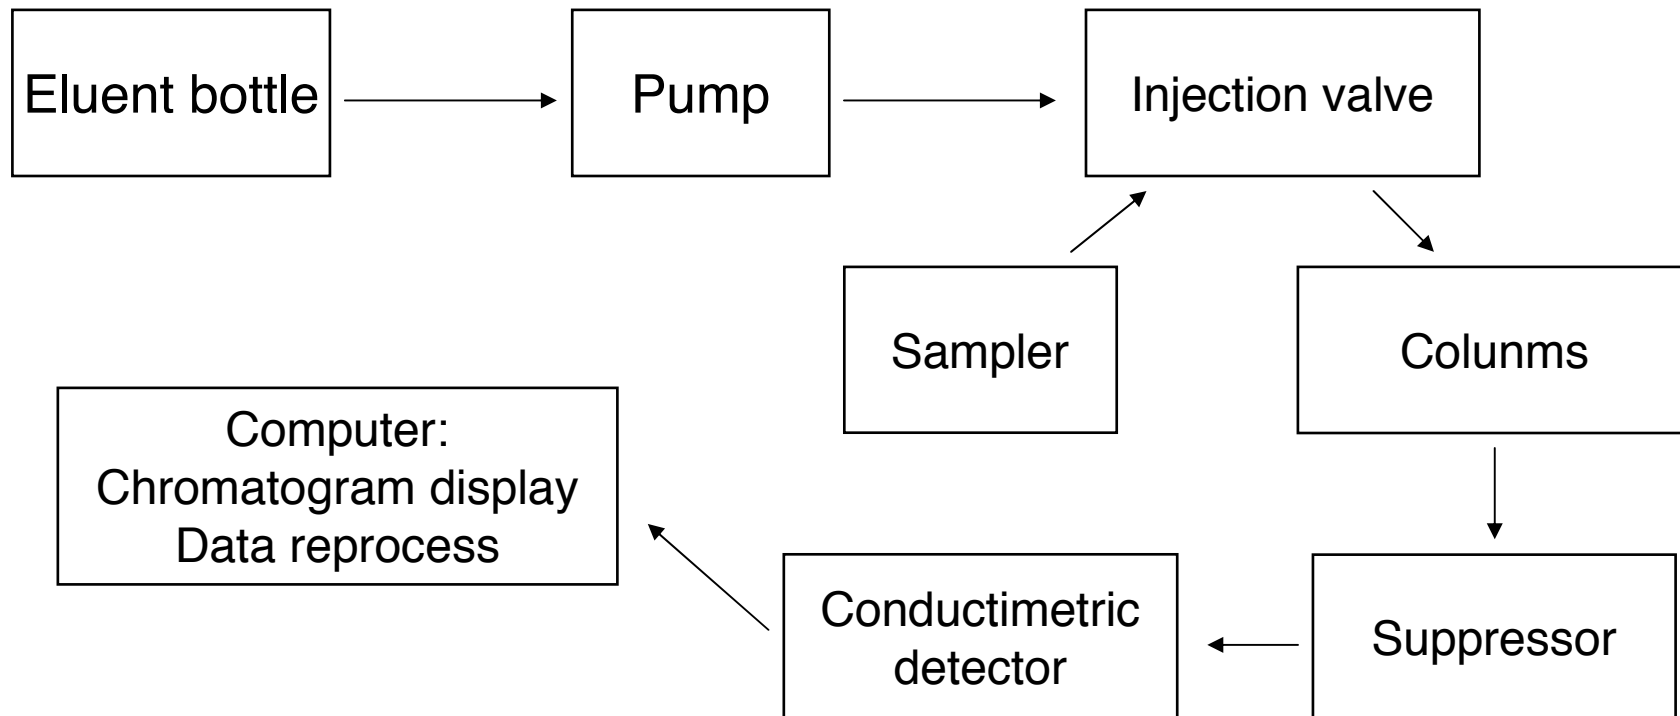 Eluent bottle
Pump
Injection valve
Sampler
Colunms
Computer:
Chromatogram display
Data reprocess
Conductimetric
detector
Suppressor